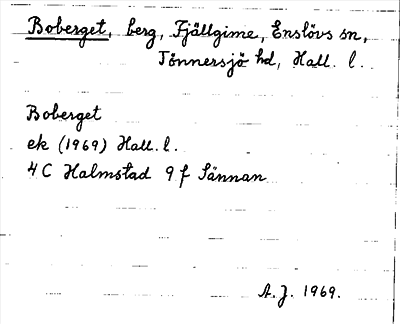 Boberget, berg, Fjällgime, Enslövs sn,
Tönnersjö hd, Hall. l.
Boberget
ek (1969) Hall. l.
4 C Halmstad 9 f Sännan
A.J. 1969.